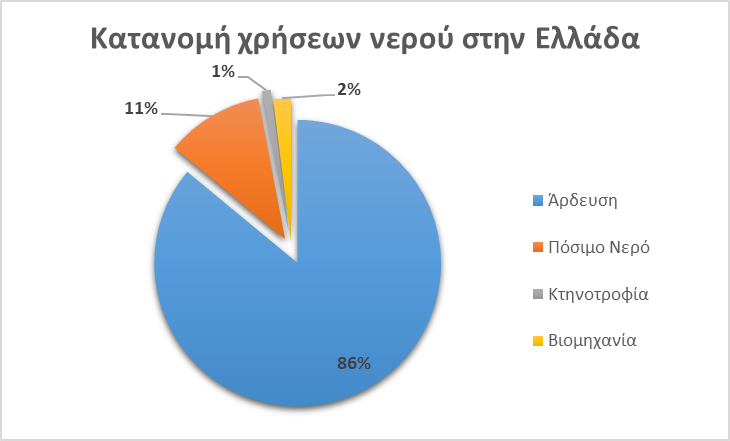 Κατανομή χρήσεων νερού στην Ελλάδα
1%
2%
11%
86%
Άρδευση
Πόσιμο Νερό
Κτηνοτροφία
Βιομηχανία